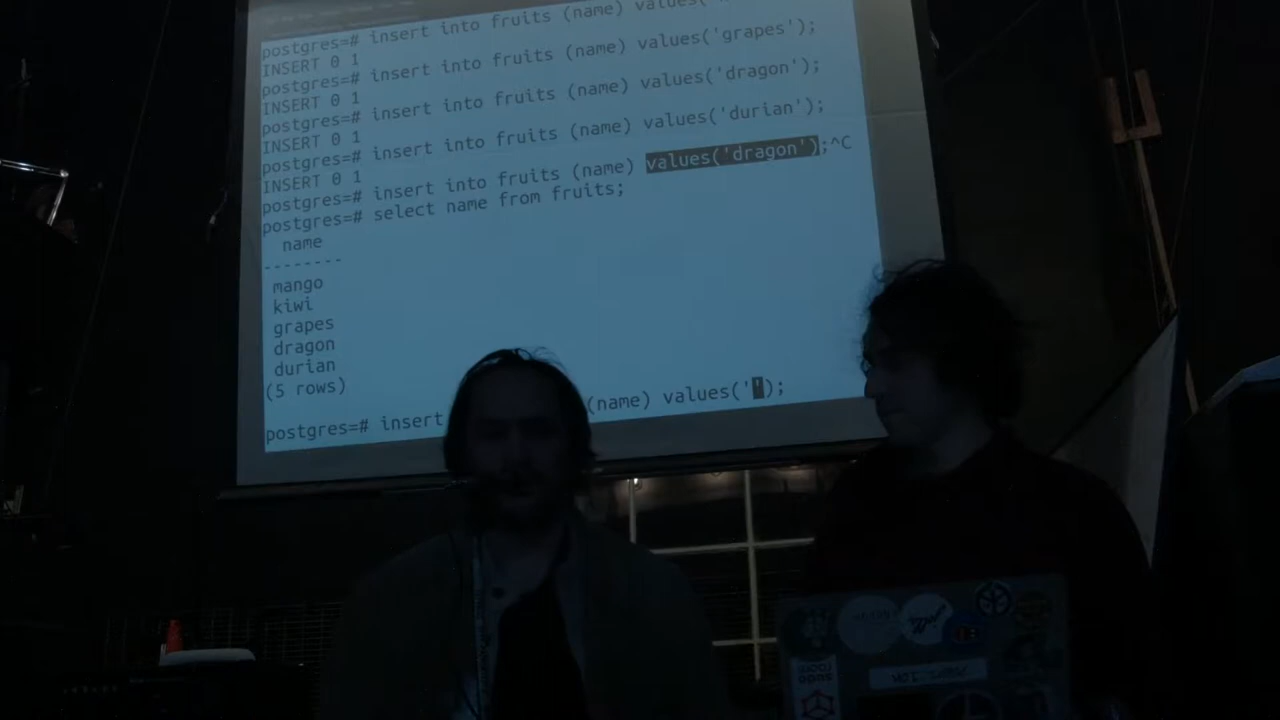 postgres=# insert into fruits (name) values(
INSERT 0 1
postgres=# insert into fruits (name) values('grapes');
INSERT 0 1
postgres=# insert into fruits (name) values('dragon');
INSERT 0 1
postgres=# insert into fruits (name) values('durian');
INSERT 0 1
postgres=# insert into fruits (name) values('dragon');^C
postgres=# select name from fruits;
name
--------
mango
kiwi
grapes
dragon
durian
(5 rows)
postgres=# insert (name) values('');